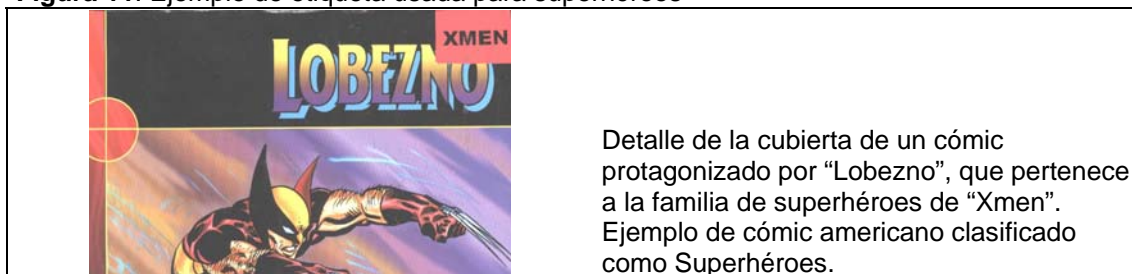 Figura Ejemplo de etiqueta usada para superhéroes
XMEN
LOBEZNO
Detalle de la cubierta de un cómic
protagonizado por “Lobezno”, que pertenece
a la familia de superhéroes de “Xmen”.
Ejemplo de cómic americano clasificado
como Superhéroes.